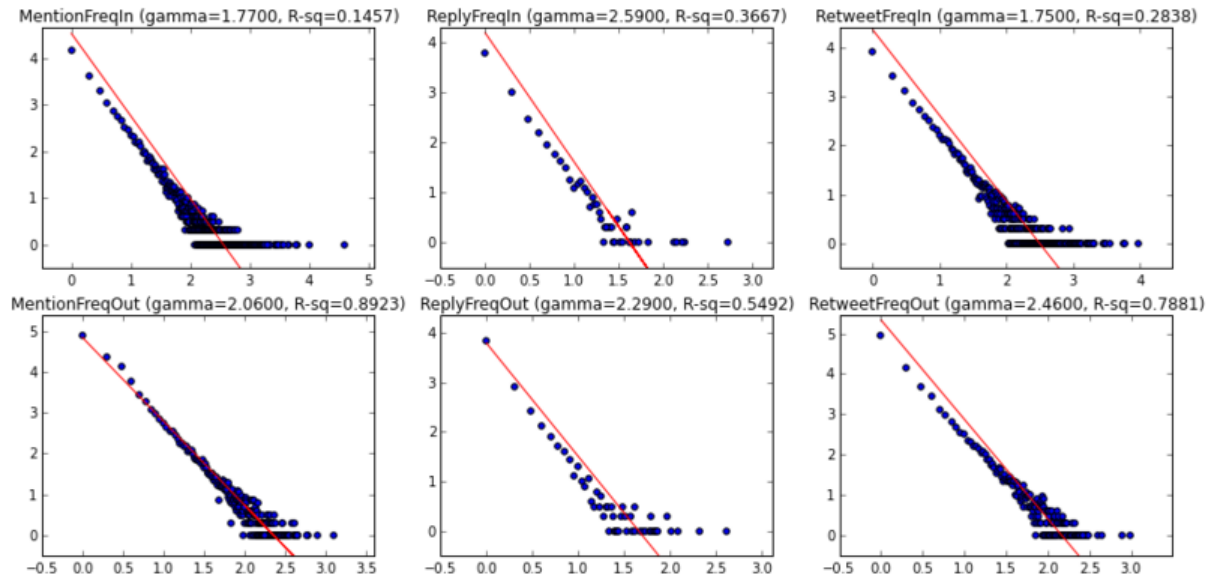 MentionFreqIn (gamma=1.7700, R-sq=0.1457)
4
3
2
1
0
0 1 2 3 4 5
ReplyFreqIn (gamma=2.5900, R-sq=0.3667)
4
3
2
1
0
−0.5 0.0 0.5 1.0 1.5 2.0 2.5 3.0
RetweetFreqIn (gamma=1.7500, R-sq=0.2838)
4
3
2
1
0
0 1 2 3 4
MentionFreqOut (gamma=2.0600, R-sq=0.8923)
5
4
3
2
1
0
−0.5 0.0 0.5 1.0 1.5 2.0 2.5 3.0 3.5
ReplyFreqOut (gamma=2.2900, R-sq=0.5492)
4
3
2
1
0
−0.5 0.0 0.5 1.0 1.5 2.0 2.5 3.0
RetweetFreqOut (gamma=2.4600, R-sq=0.7881)
5
4
3
2
1
0
−0.5 0.0 0.5 1.0 1.5 2.0 2.5 3.0